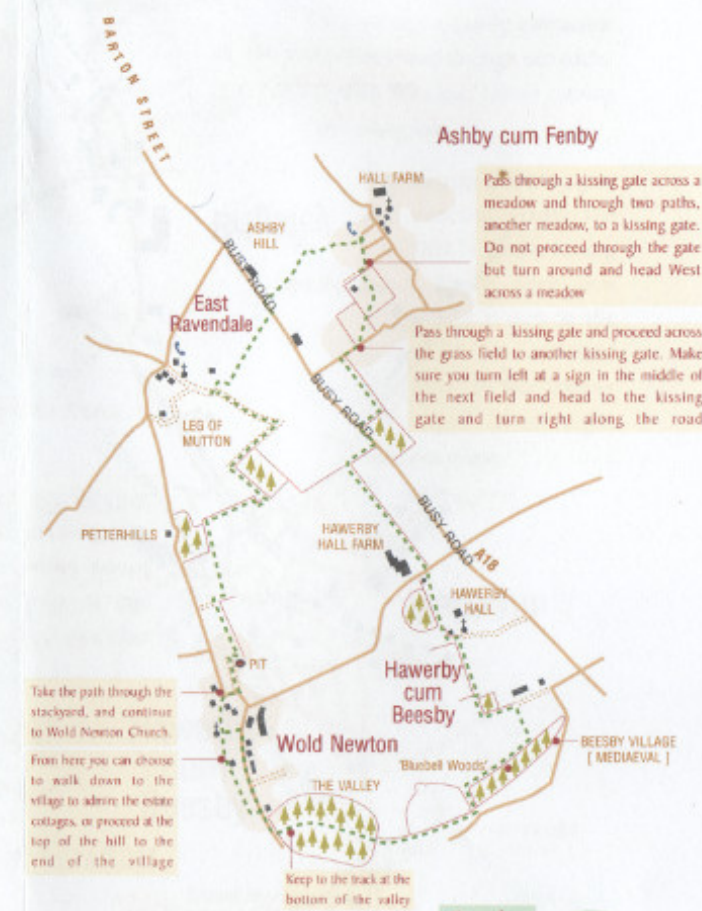 BARTON STREET
Ashby cum Fenby
HALL FARM
Pass through a kissing gate across a
meadow and through two paths,
another meadow, to a kissing gate.
Do not proceed through the gate
but turn around and head West
across a meadow
ASHBY
HILL
BUSY ROAD
East
Ravendale
Pass through a kissing gate and proceed across
the grass field to another kissing gate. Make
sure you turn left at a sign in the middle of
the next field and head to the kissing
gate and turn right along the road
BUSY ROAD
LEG OF
MUTTON
BUSY ROAD
A18
PETTERHILLS
HAWERBY
HALL FARM
HAWERBY
HALL
PIT
Hawerby
cum
Beesby
Take the path through the
stackyard, and continue
to Wold Newton Church.
Wold Newton
BEESBY VILLAGE
[ MEDIAEVAL ]
From here you can choose
to walk down to the
village to admire the estate
cottages, or proceed at the
top of the hill to the
end of the village
'Bluebell Woods'
THE VALLEY
Keep to the track at the
bottom of the valley